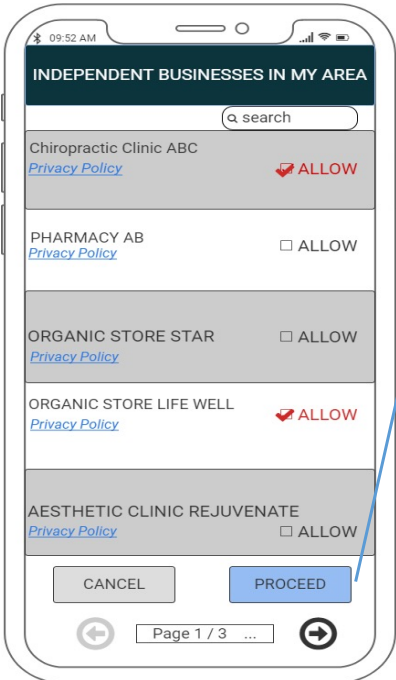 09:52 AM
INDEPENDENT BUSINESSES IN MY AREA
search
Chiropractic Clinic ABC
Privacy Policy
ALLOW
PHARMACY AB
Privacy Policy
ALLOW
ORGANIC STORE STAR
ALLOW
Privacy Policy
ORGANIC STORE LIFE WELL
Privacy Policy
ALLOW
AESTHETIC CLINIC REJUVENATE
Privacy Policy
ALLOW
CANCEL
PROCEED
Page 1 / 3 ...